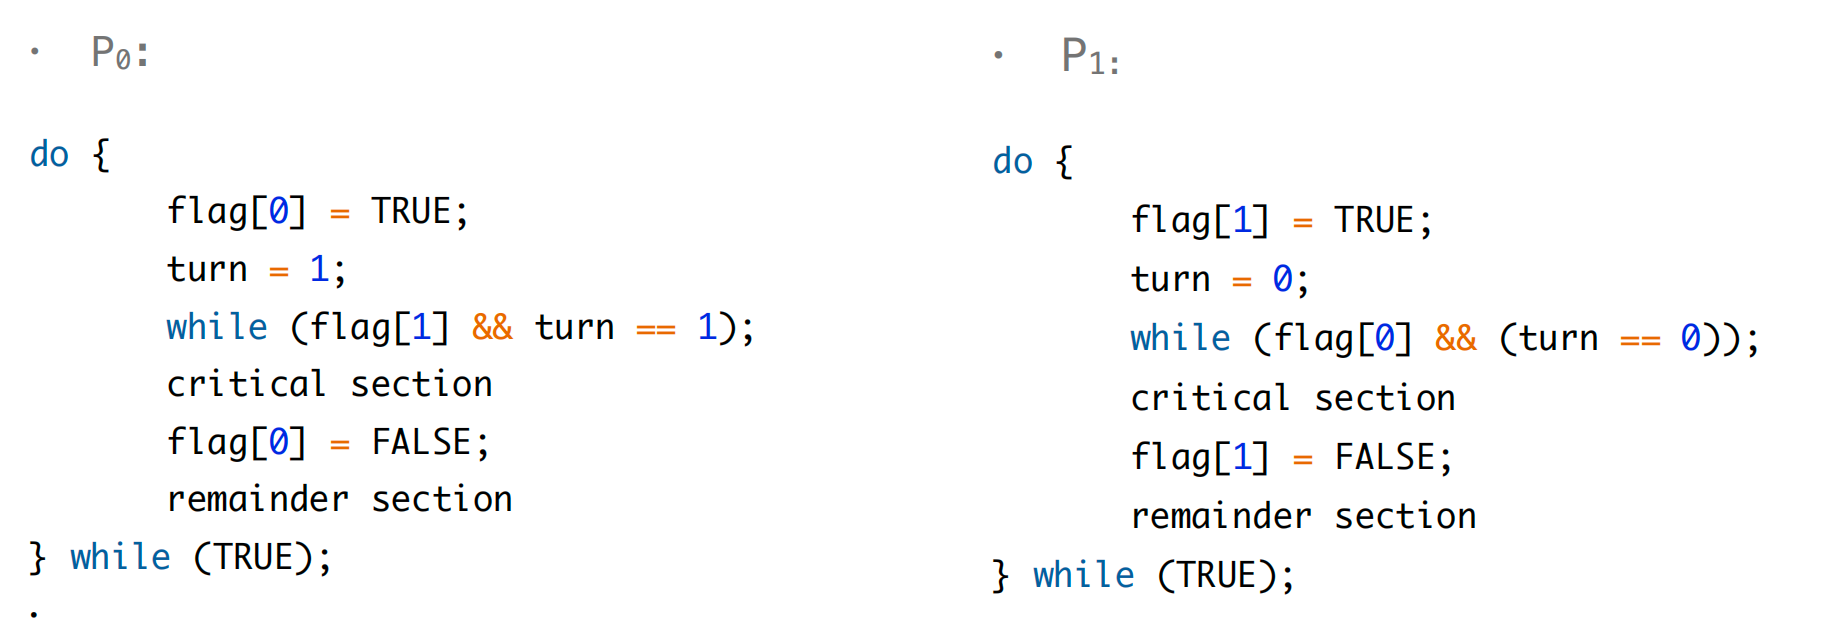 • P₀:
do {
flag[0] = TRUE;
turn = 1;
while (flag[1] && turn == 1);
critical section
flag[0] = FALSE;
remainder section
} while (TRUE);
•
• P₁:
do {
flag[1] = TRUE;
turn = 0;
while (flag[0] && (turn == 0));
critical section
flag[1] = FALSE;
remainder section
} while (TRUE);